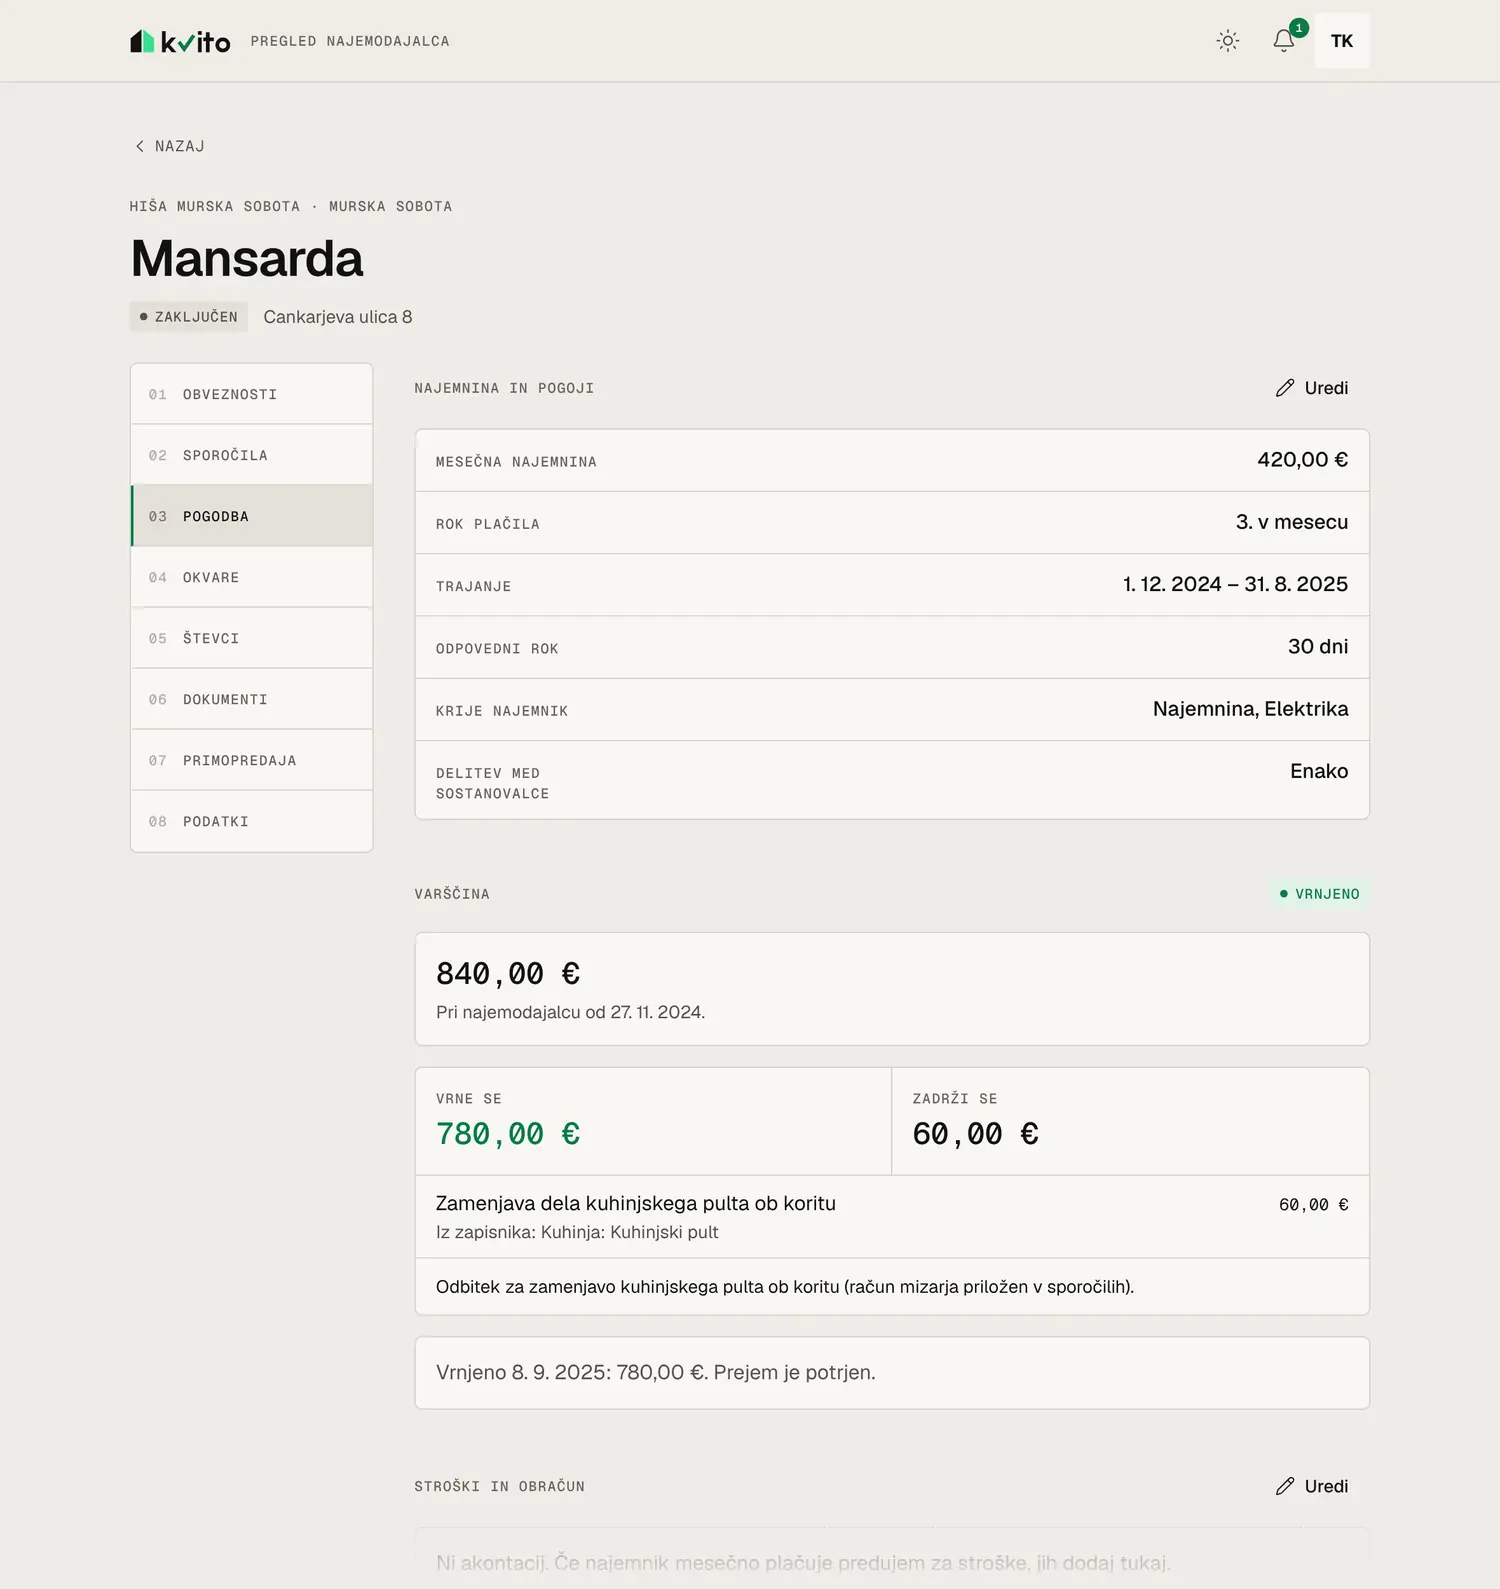 kvito PREGLED NAJEMODAJALCA 1 TK
NAZAJ
HIŠA MURSKA SOBOTA · MURSKA SOBOTA
Mansarda
ZAKLJUČEN Cankarjeva ulica 8
01 OBVEZNOSTI
02 SPOROČILA
03 POGODBA
04 OKVARE
05 ŠTEVCI
06 DOKUMENTI
07 PRIMOPREDAJA
08 PODATKI
NAJEMNINA IN POGOJI Uredi
MESEČNA NAJEMNINA 420,00 €
ROK PLAČILA 3. v mesecu
TRAJANJE 1. 12. 2024 – 31. 8. 2025
ODPOVEDNI ROK 30 dni
KRIJE NAJEMNIK Najemnina, Elektrika
DELITEV MED Enako
SOSTANOVALCE
VARŠČINA VRNJENO
840,00 €
Pri najemodajalcu od 27. 11. 2024.
VRNE SE ZADRŽI SE
780,00 € 60,00 €
Zamenjava dela kuhinjskega pulta ob koritu 60,00 €
Iz zapisnika: Kuhinja: Kuhinjski pult
Odbitek za zamenjavo kuhinjskega pulta ob koritu (račun mizarja priložen v sporočilih).
Vrnjeno 8. 9. 2025: 780,00 €. Prejem je potrjen.
STROŠKI IN OBRAČUN Uredi
Ni akontacij. Če najemnik mesečno plačuje predujem za stroške, jih dodaj tukaj.